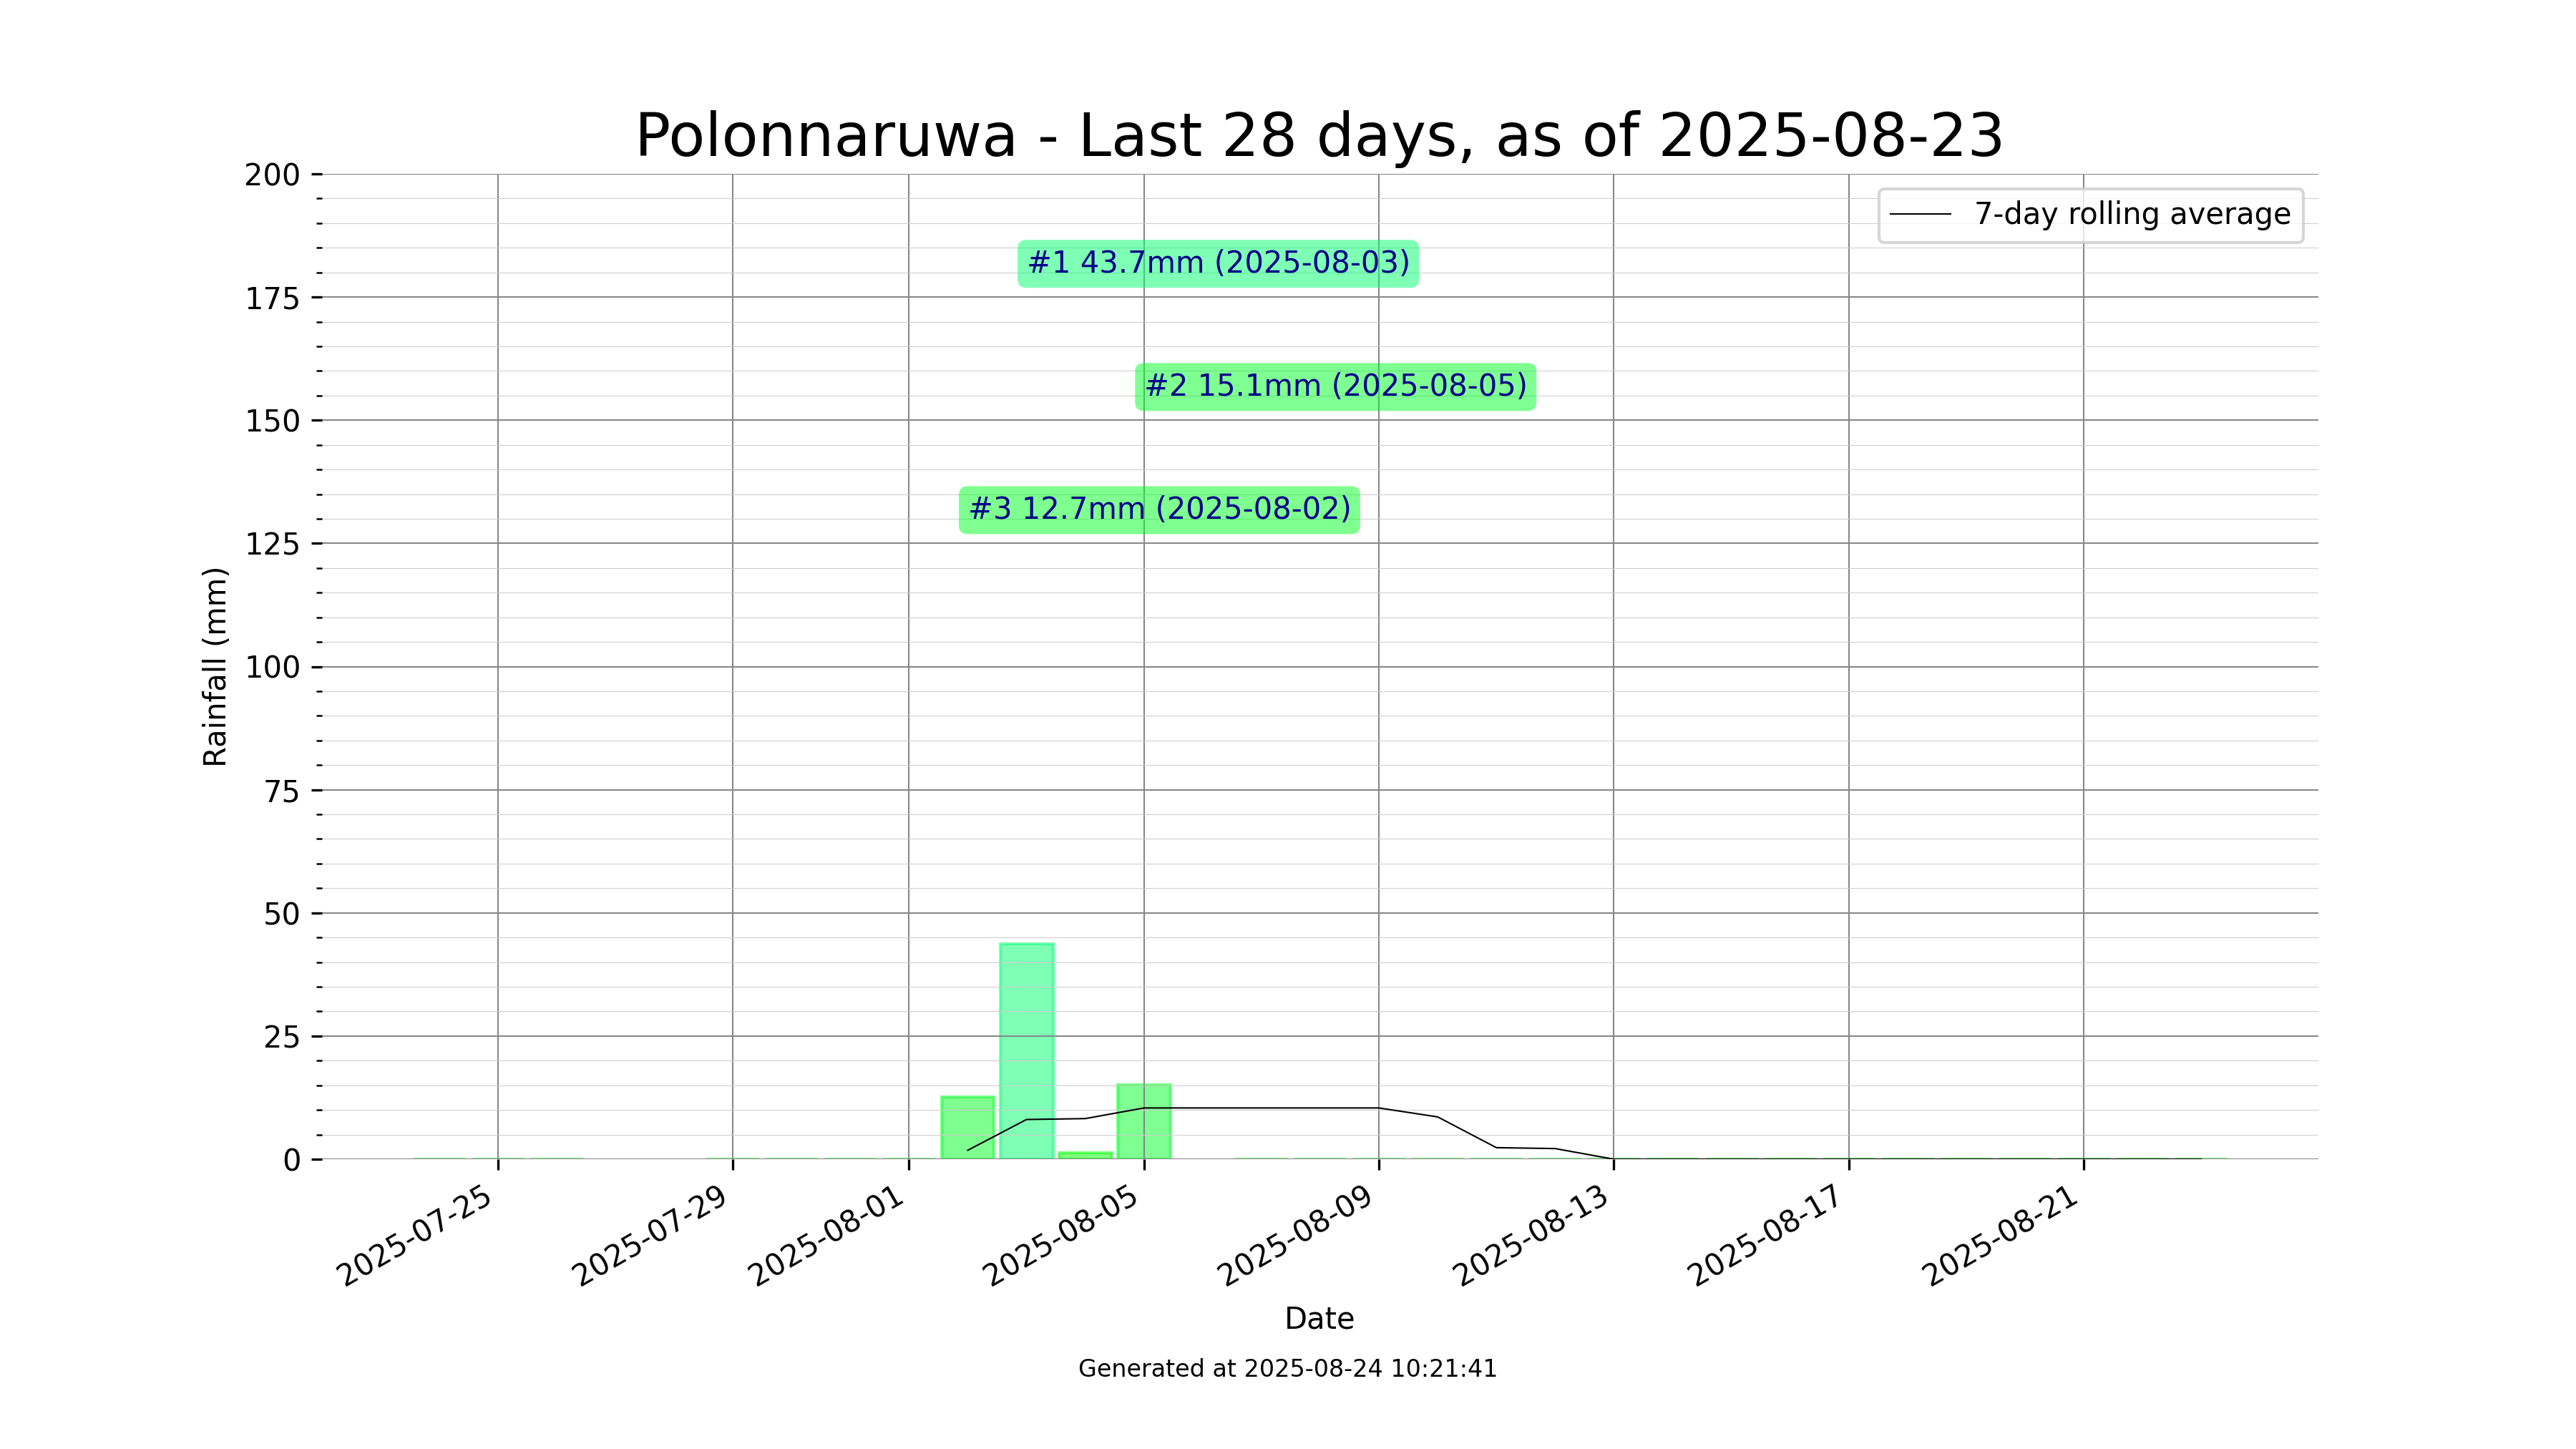 Polonnaruwa - Last 28 days, as of 2025-08-23
7-day rolling average
#1 43.7mm (2025-08-03)
#2 15.1mm (2025-08-05)
#3 12.7mm (2025-08-02)
Rainfall (mm)
200
175
150
125
100
75
50
25
0
2025-07-25
2025-07-29
2025-08-01
2025-08-05
2025-08-09
2025-08-13
2025-08-17
2025-08-21
Date
Generated at 2025-08-24 10:21:41